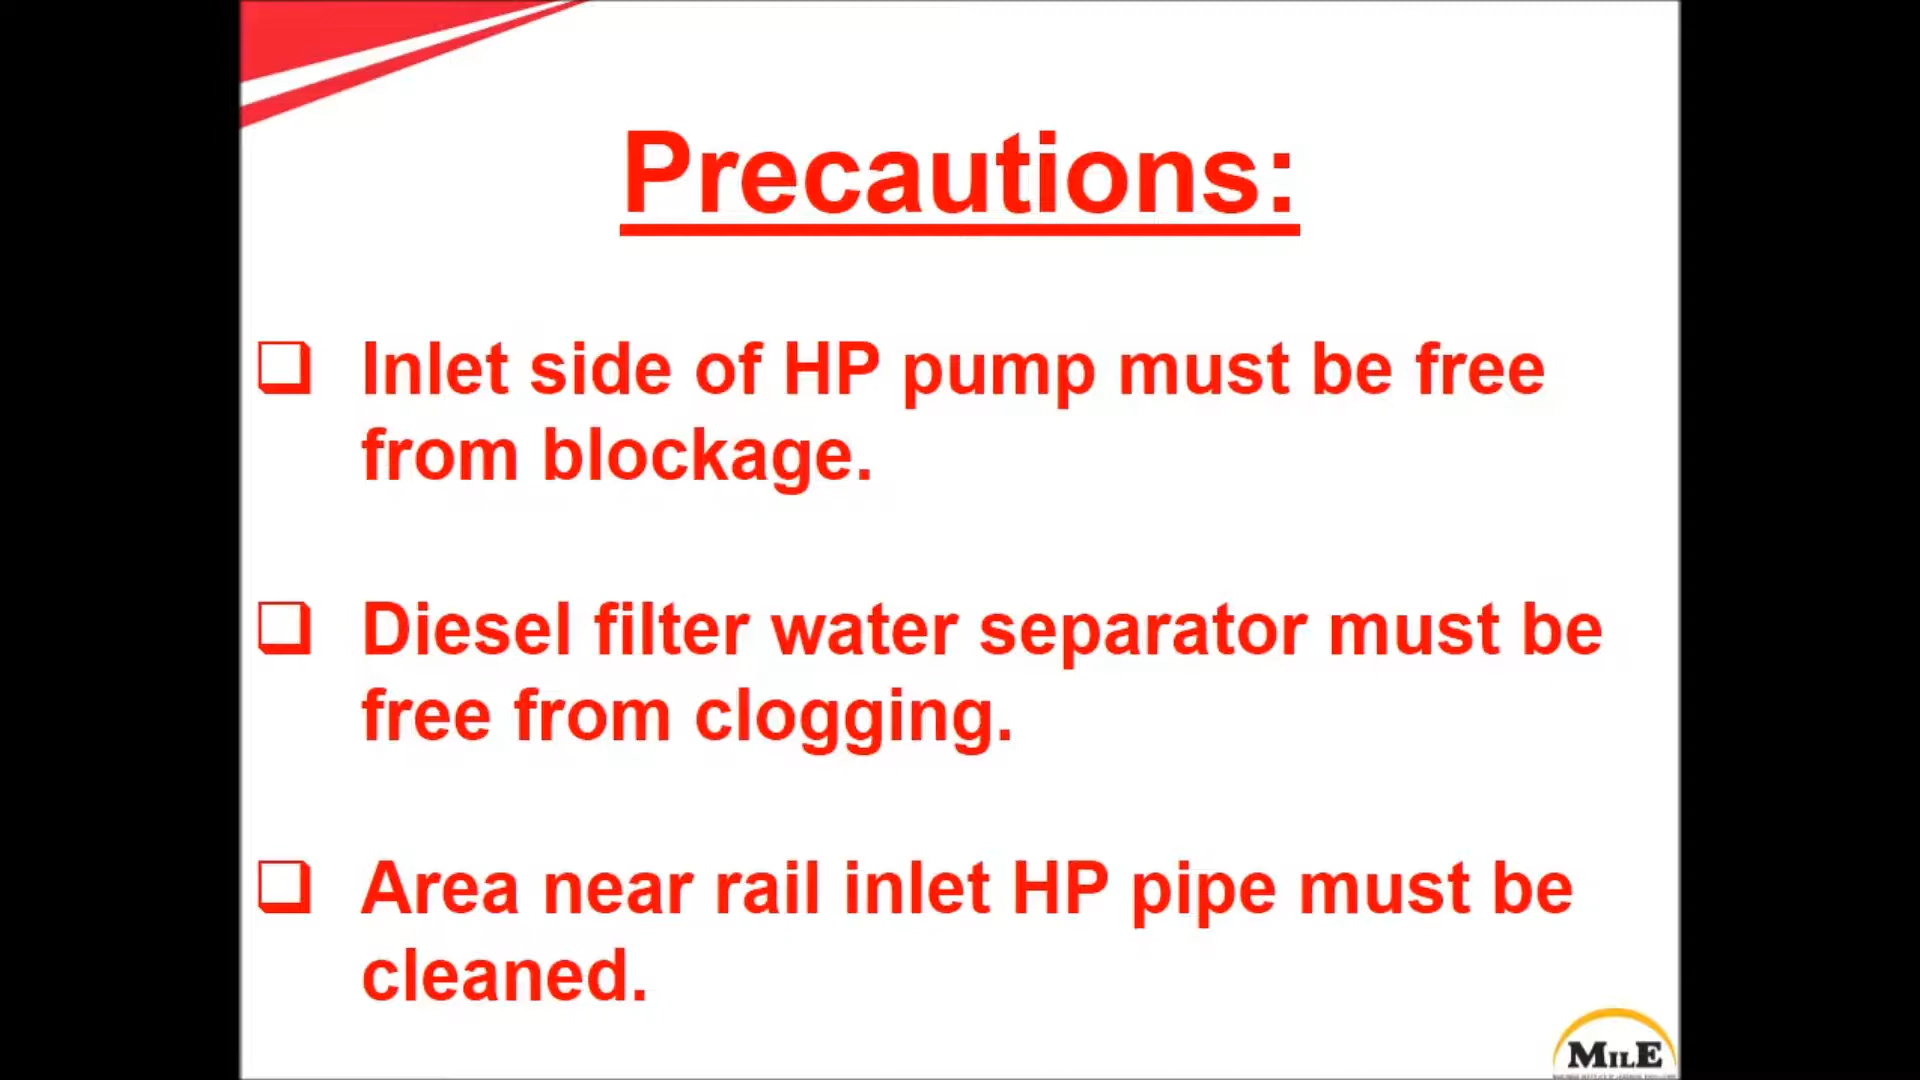 Precautions:
Inlet side of HP pump must be free
from blockage.
Diesel filter water separator must be
free from clogging.
Area near rail inlet HP pipe must be
cleaned.
MILE